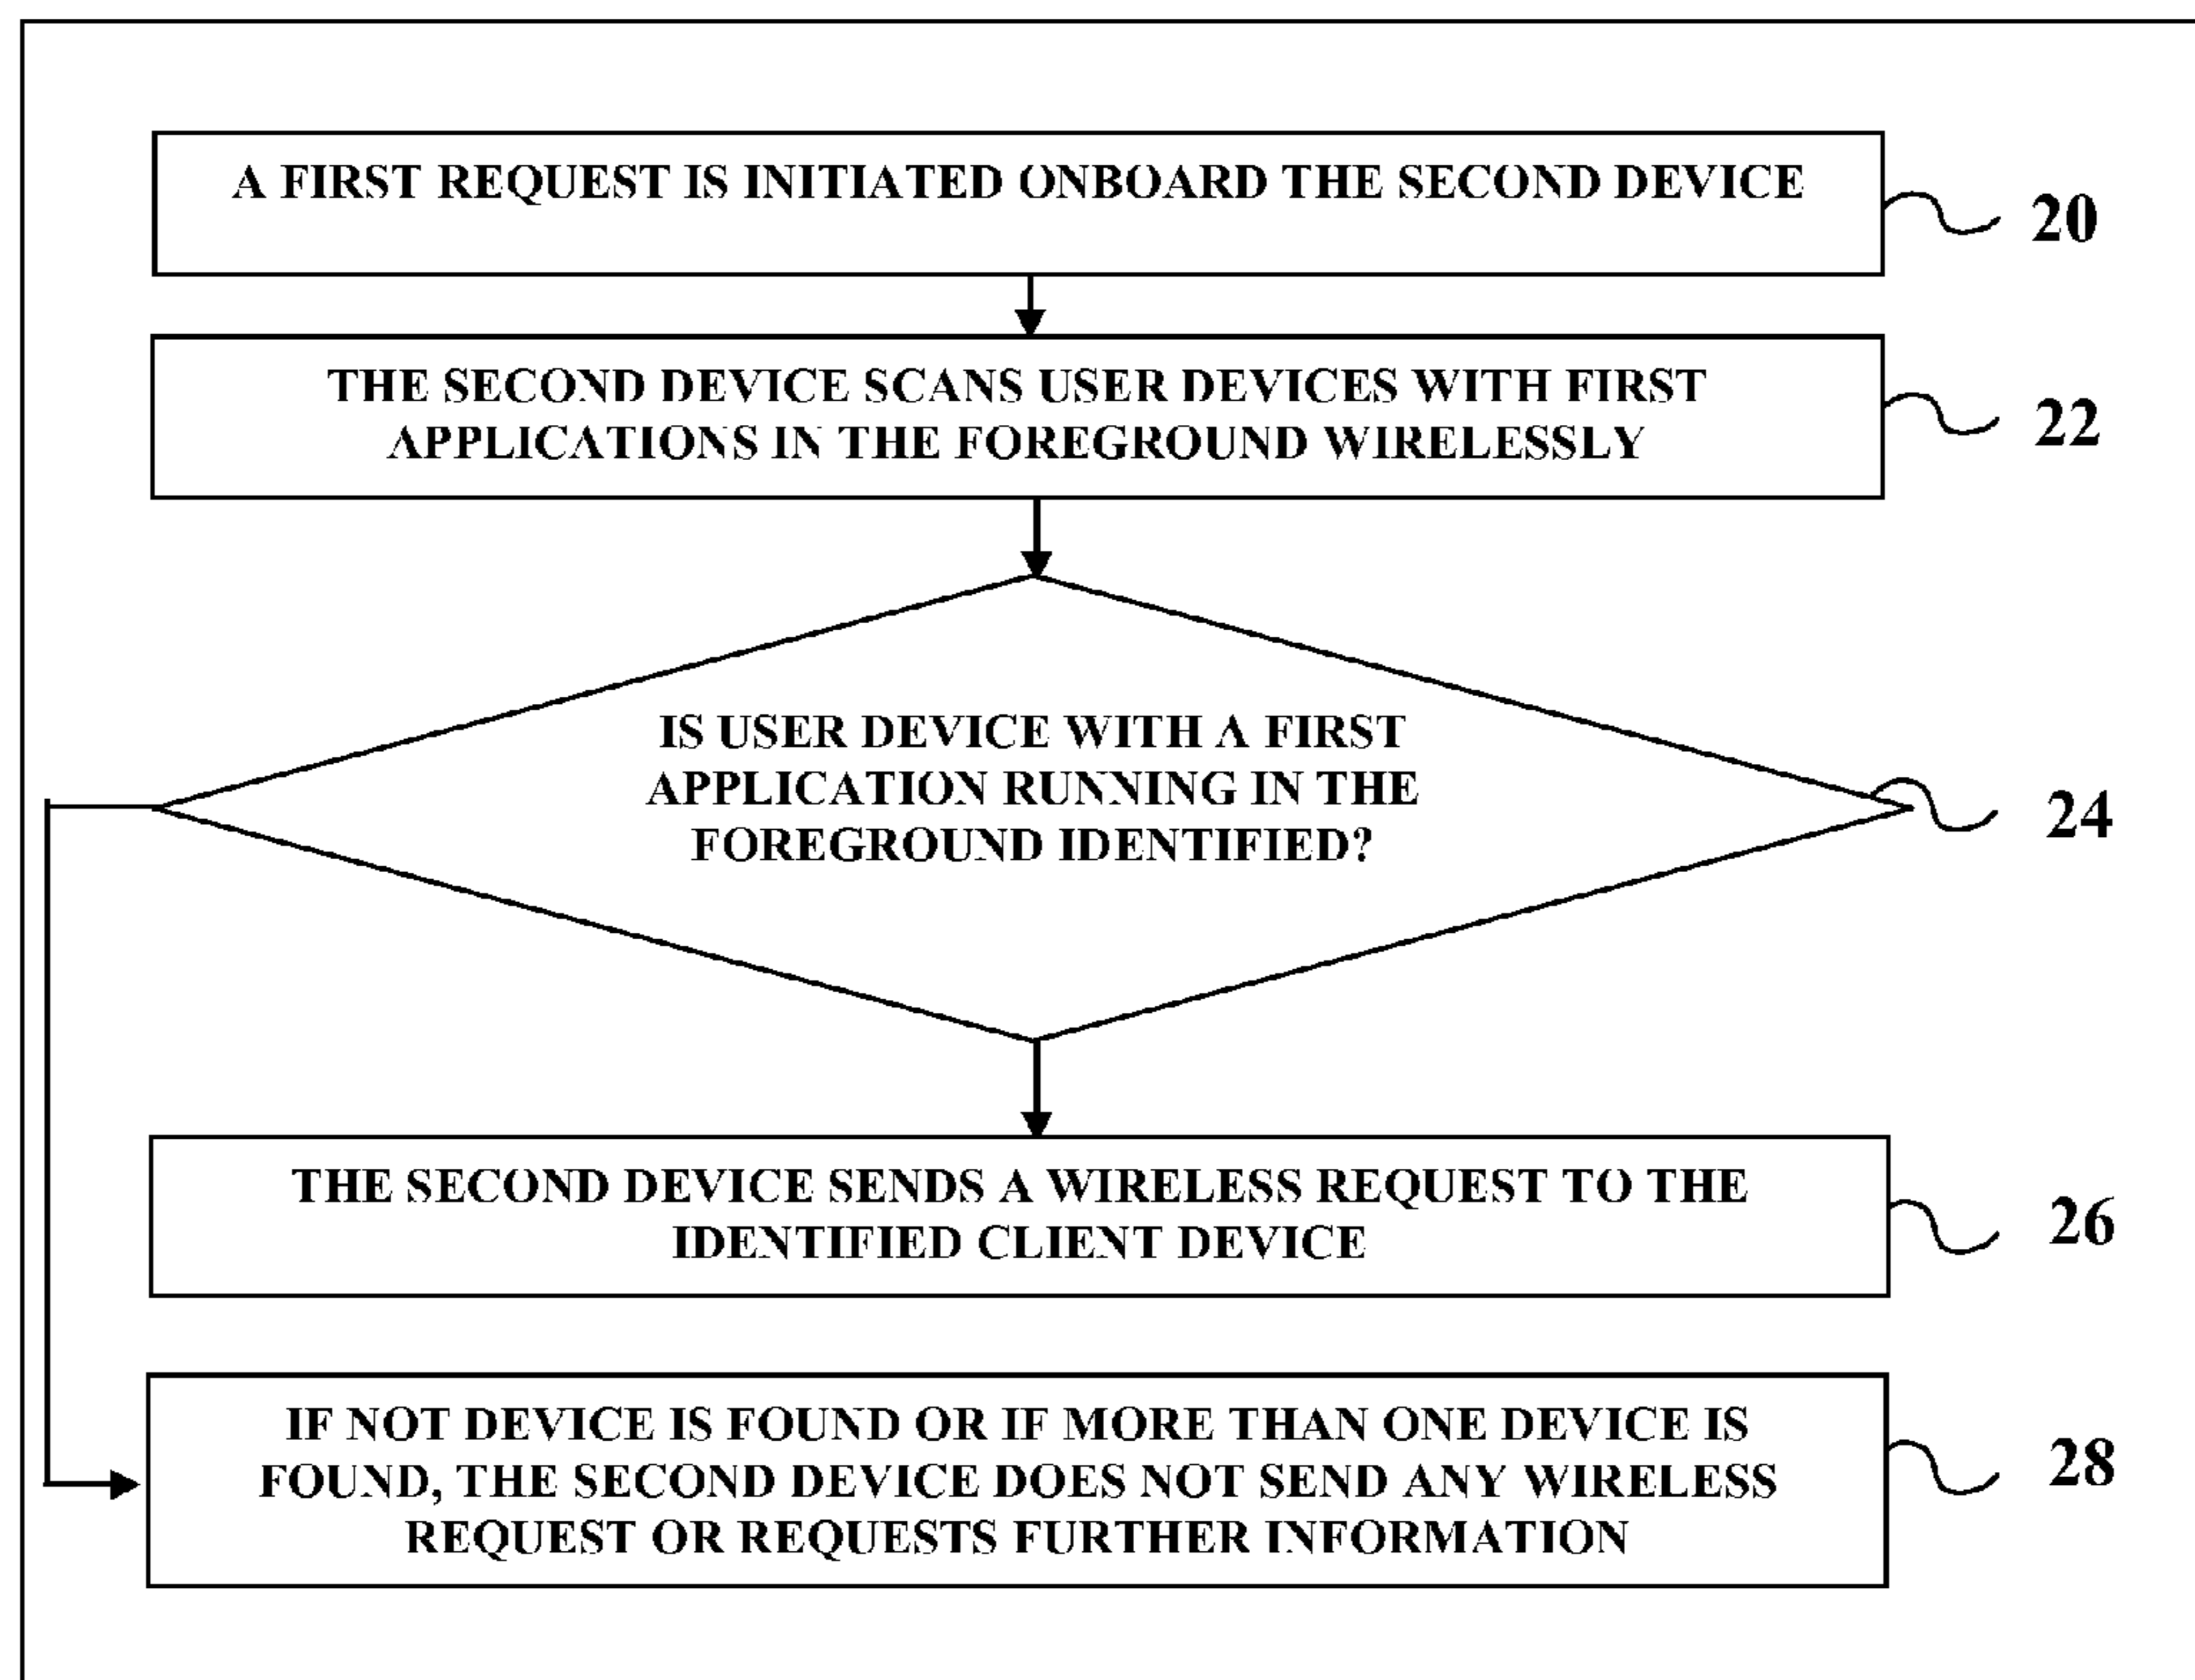 A FIRST REQUEST IS INITIATED ONBOARD THE SECOND DEVICE
20
THE SECOND DEVICE SCANS USER DEVICES WITH FIRST
APPLICATIONS IN THE FOREGROUND WIRELESSLY
22
IS USER DEVICE WITH A FIRST
APPLICATION RUNNING IN THE
FOREGROUND IDENTIFIED?
24
THE SECOND DEVICE SENDS A WIRELESS REQUEST TO THE
IDENTIFIED CLIENT DEVICE
26
IF NOT DEVICE IS FOUND OR IF MORE THAN ONE DEVICE IS
FOUND, THE SECOND DEVICE DOES NOT SEND ANY WIRELESS
REQUEST OR REQUESTS FURTHER INFORMATION
28